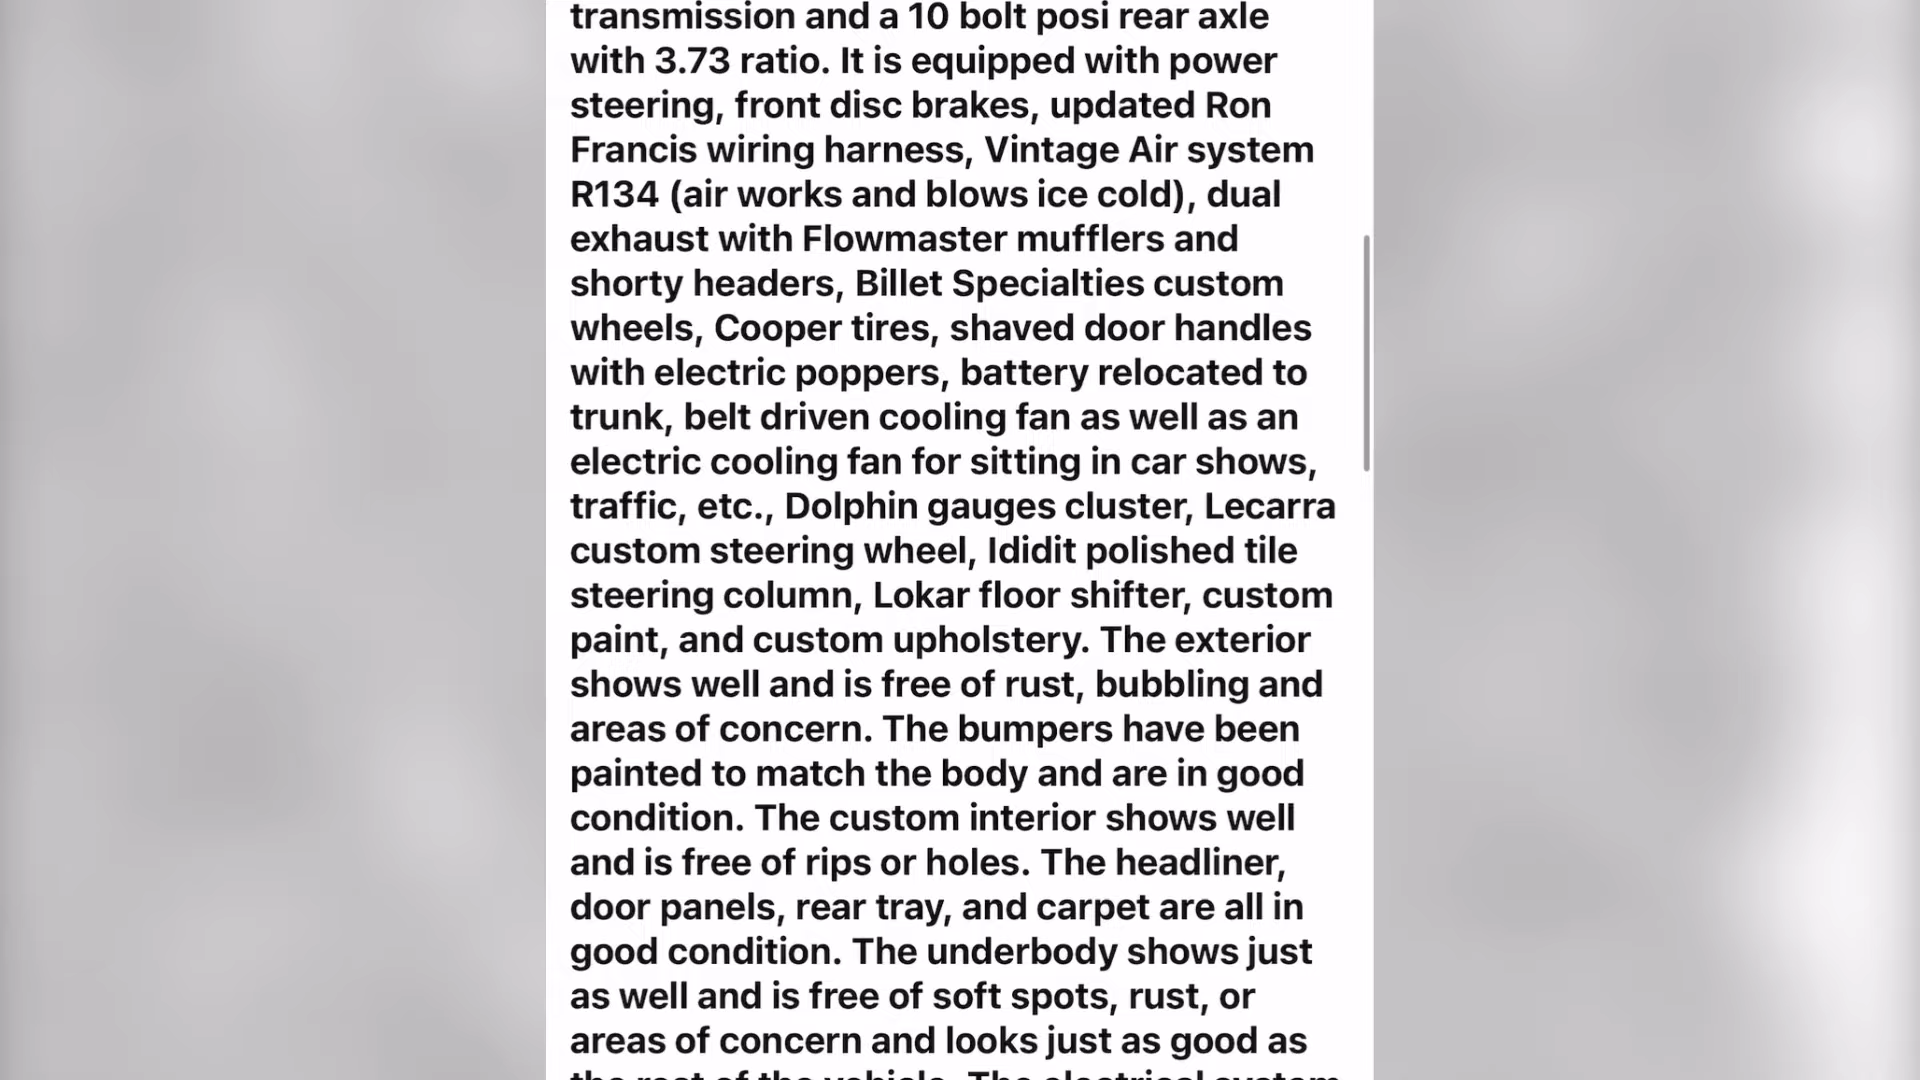 transmission and a 10 bolt posi rear axle
with 3.73 ratio. It is equipped with power
steering, front disc brakes, updated Ron
Francis wiring harness, Vintage Air system
R134 (air works and blows ice cold), dual
exhaust with Flowmaster mufflers and
shorty headers, Billet Specialties custom
wheels, Cooper tires, shaved door handles
with electric poppers, battery relocated to
trunk, belt driven cooling fan as well as an
electric cooling fan for sitting in car shows,
traffic, etc., Dolphin gauges cluster, Lecarra
custom steering wheel, Ididit polished tile
steering column, Lokar floor shifter, custom
paint, and custom upholstery. The exterior
shows well and is free of rust, bubbling and
areas of concern. The bumpers have been
painted to match the body and are in good
condition. The custom interior shows well
and is free of rips or holes. The headliner,
door panels, rear tray, and carpet are all in
good condition. The underbody shows just
as well and is free of soft spots, rust, or
areas of concern and looks just as good as
the rest of the vehicle. The electrical system